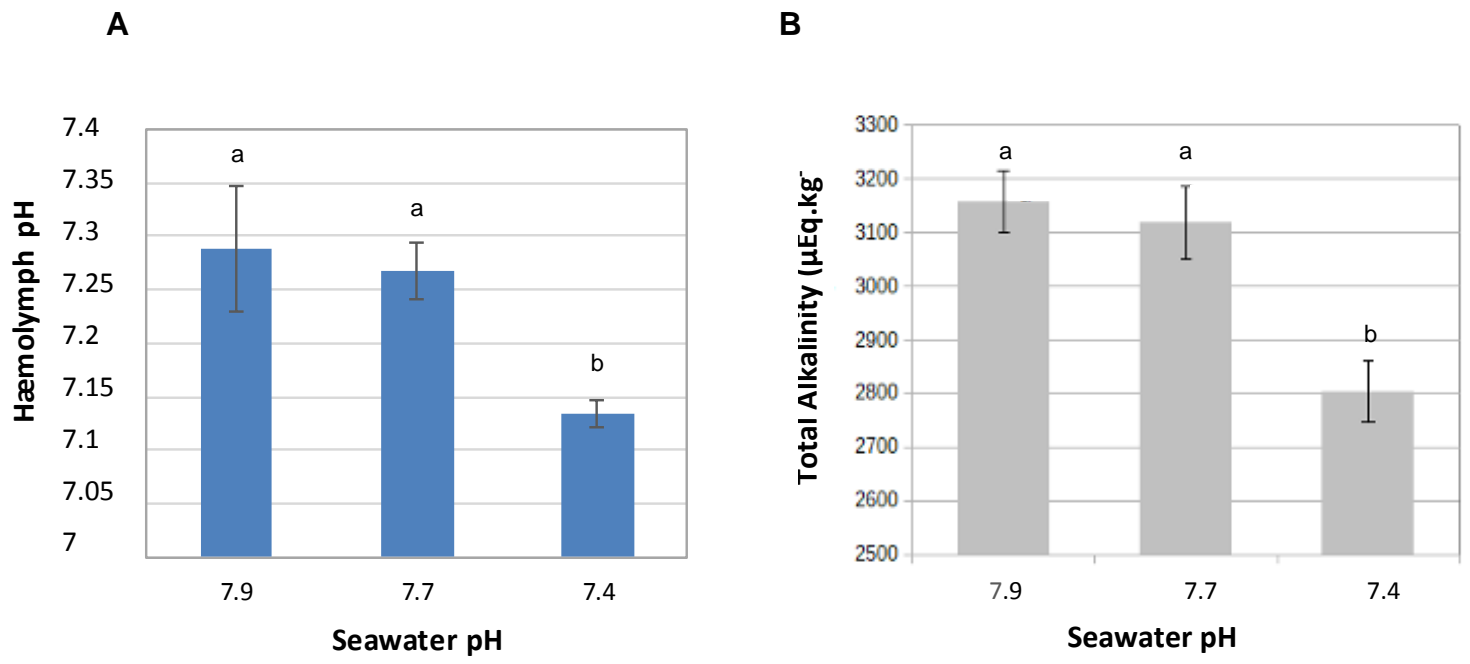 A
B
Hæmolymph pH
7.4
7.35
7.3
7.25
7.2
7.15
7.1
7.05
7
a
a
b
7.9
7.7
7.4
Seawater pH
Total Alkalinity (µEq.kg-
3300
3200
3100
3000
2900
2800
2700
2600
2500
a
a
b
7.9
7.7
7.4
Seawater pH